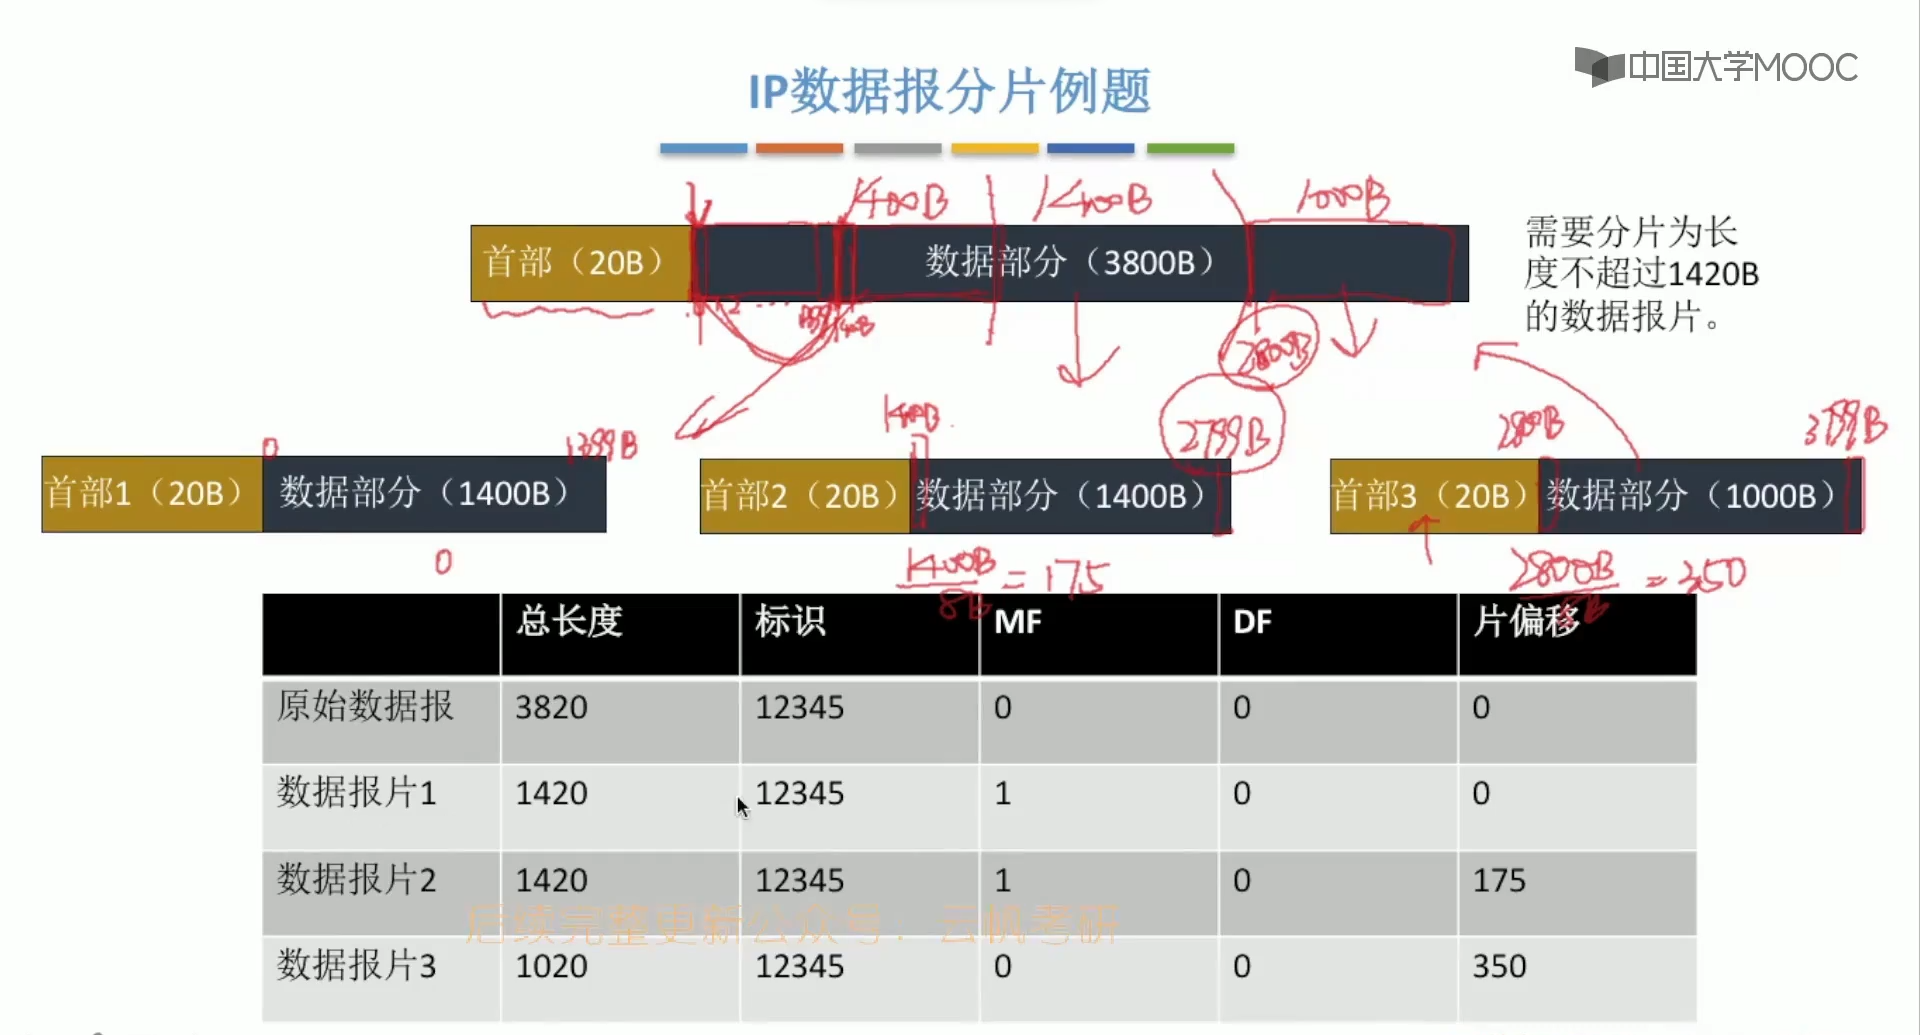 中国大学MOOC
IP数据报分片例题
1400B 1400B 1000B
首部（20B） 数据部分（3800B）
需要分片为长
度不超过1420B
的数据报片。
2800B
0 1399B 1400B 2799B 2800B 3799B
首部1（20B） 数据部分（1400B） 首部2（20B） 数据部分（1400B） 首部3（20B） 数据部分（1000B）
0 1400B/8B = 175 2800B/8B = 350
总长度 标识 MF DF 片偏移
原始数据报 3820 12345 0 0 0
数据报片1 1420 12345 1 0 0
数据报片2 1420 12345 1 0 175
后续完整更新公众号：云帆考研
数据报片3 1020 12345 0 0 350